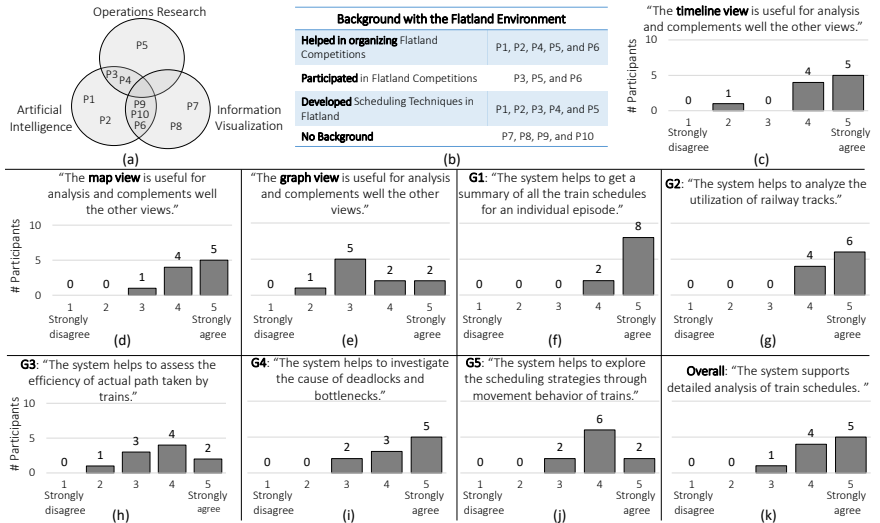 Operations Research
P5
P3
P4
P1
P2
P9
P10
P6
P7
P8
Artificial
Intelligence
Information
Visualization
(a)
Background with the Flatland Environment
Helped in organizing Flatland
Competitions
P1, P2, P4, P5, and P6
Participated in Flatland Competitions
P3, P5, and P6
Developed Scheduling Techniques in
Flatland
P1, P2, P3, P4, and P5
No Background
P7, P8, P9, and P10
(b)
“The timeline view is useful for
analysis and complements well
the other views.”
# Participants
10
5
0
0 1 0 4 5
1 2 3 4 5
Strongly
disagree
Strongly
agree
(c)
“The map view is useful for
analysis and complements well
the other views.”
# Participants
10
5
0
0 0 1 4 5
1 2 3 4 5
Strongly
disagree
Strongly
agree
(d)
“The graph view is useful for analysis
and complements well the other
views.”
0 1 5 2 2
1 2 3 4 5
Strongly
disagree
Strongly
agree
(e)
G1: “The system helps to get a
summary of all the train schedules
for an individual episode.”
0 0 0 2 8
1 2 3 4 5
Strongly
disagree
Strongly
agree
(f)
G2: “The system helps to analyze the
utilization of railway tracks.”
0 0 0 4 6
1 2 3 4 5
Strongly
disagree
Strongly
agree
(g)
G3: “The system helps to assess the
efficiency of actual path taken by
trains.”
# Participants
10
5
0
0 1 3 4 2
1 2 3 4 5
Strongly
disagree
Strongly
agree
(h)
G4: “The system helps to investigate
the cause of deadlocks and
bottlenecks.”
0 0 2 3 5
1 2 3 4 5
Strongly
disagree
Strongly
agree
(i)
G5: “The system helps to explore
the scheduling strategies through
movement behavior of trains.”
0 0 2 6 2
1 2 3 4 5
Strongly
disagree
Strongly
agree
(j)
Overall: “The system supports
detailed analysis of train schedules. ”
0 0 1 4 5
1 2 3 4 5
Strongly
disagree
Strongly
agree
(k)